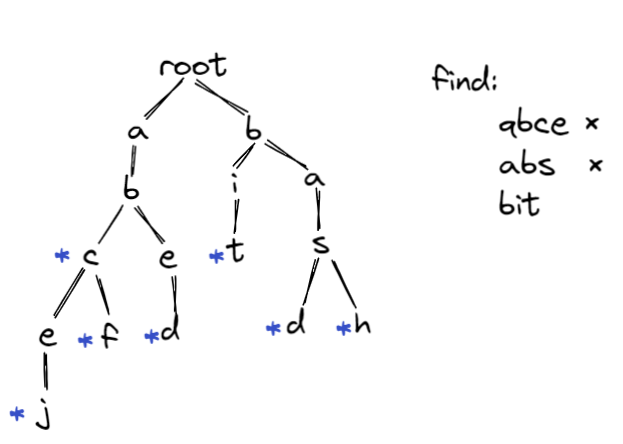 root
find:
a b
abce x
b i a
abs x
bit
* c e * t s
e * f * d * d * h
* j